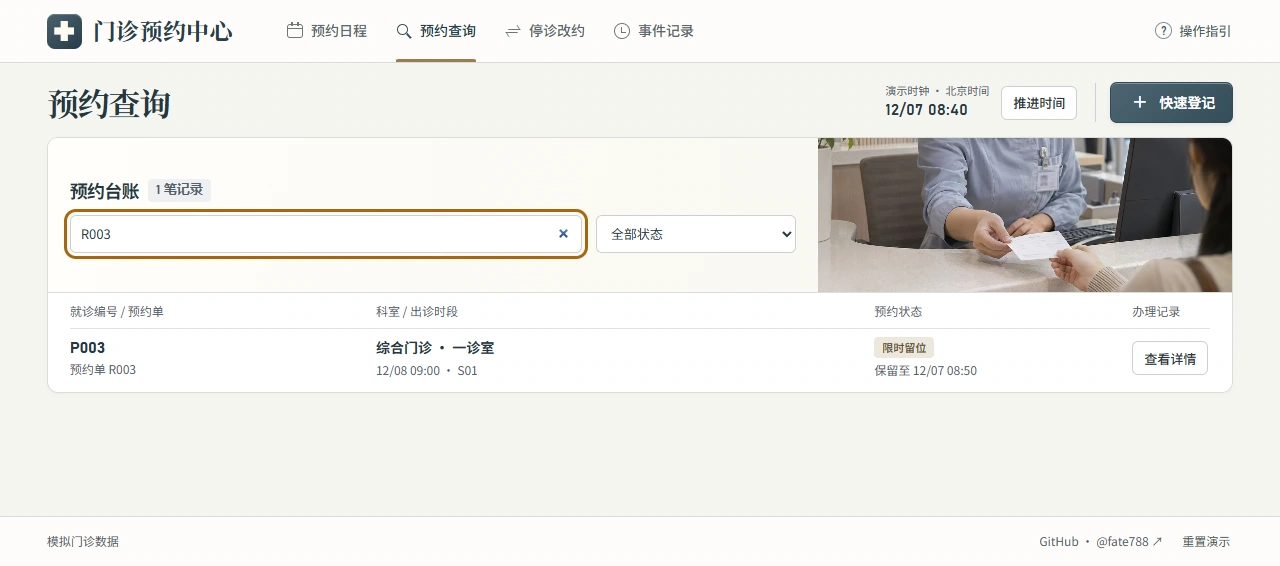 门诊预约中心
预约日程
预约查询
停诊改约
事件记录
操作指引
预约查询
演示时钟 · 北京时间
12/07 08:40
推进时间
快速登记
预约台账
1 笔记录
R003
全部状态
就诊编号 / 预约单
科室 / 出诊时段
预约状态
办理记录
P003
综合门诊 · 一诊室
限时留位
预约单 R003
12/08 09:00 · S01
保留至 12/07 08:50
查看详情
模拟门诊数据
GitHub · @fate788 ↗
重置演示